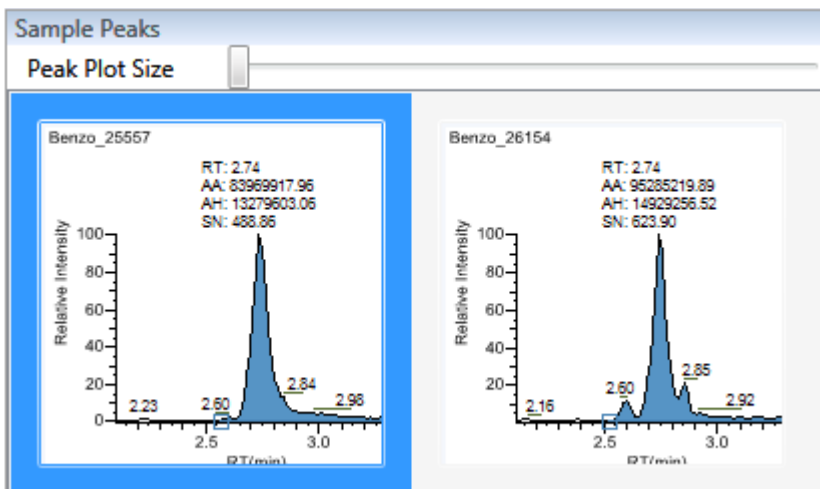 Sample Peaks
Peak Plot Size
Benzo_25557
RT: 2.74
AA: 83969917.96
AH: 13279603.06
SN: 488.86
Relative Intensity
100
80
60
40
20
0
2.23
2.60
2.84
2.98
2.5
3.0
RT(min)
Benzo_26154
RT: 2.74
AA: 95285219.89
AH: 14929256.52
SN: 623.90
Relative Intensity
100
80
60
40
20
2.16
2.60
2.85
2.92
2.5
3.0
RT(min)